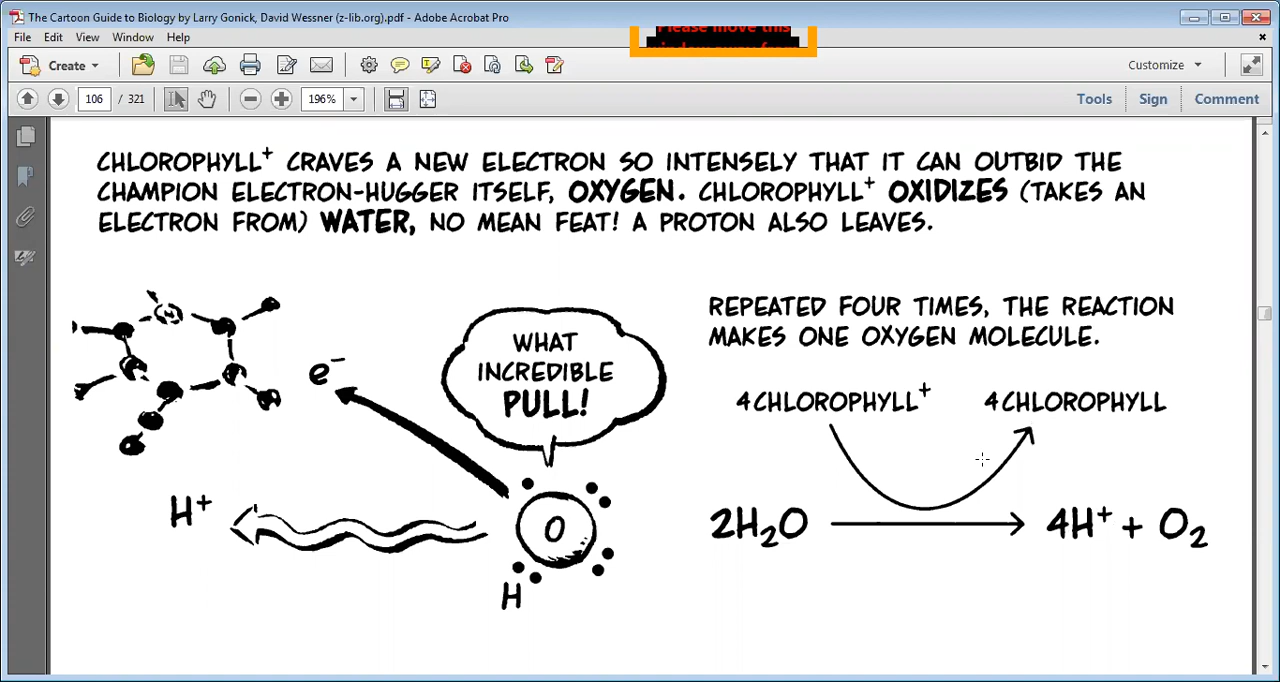 The Cartoon Guide to Biology by Larry Gonick, David Wessner (z-lib.org).pdf - Adobe Acrobat Pro
File Edit View Window Help
Please move this
Create
Customize
106 / 321
196%
Tools Sign Comment
CHLOROPHYLL⁺ CRAVES A NEW ELECTRON SO INTENSELY THAT IT CAN OUTBID THE
CHAMPION ELECTRON-HUGGER ITSELF, OXYGEN. CHLOROPHYLL⁺ OXIDIZES (TAKES AN
ELECTRON FROM) WATER, NO MEAN FEAT! A PROTON ALSO LEAVES.
N
e⁻
WHAT
INCREDIBLE
PULL!
H⁺
O
H
REPEATED FOUR TIMES, THE REACTION
MAKES ONE OXYGEN MOLECULE.
4CHLOROPHYLL⁺ 4CHLOROPHYLL
2H₂O 4H⁺ + O₂